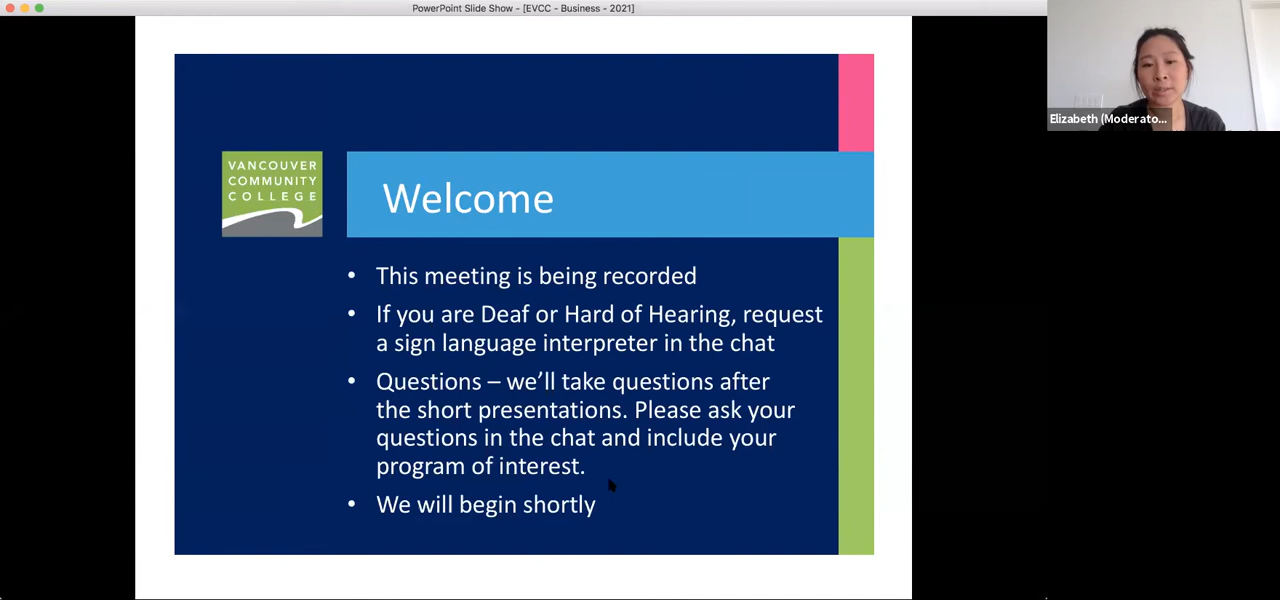 PowerPoint Slide Show - [EVCC - Business - 2021]
Elizabeth (Moderato...
VANCOUVER
COMMUNITY
COLLEGE
Welcome
• This meeting is being recorded
• If you are Deaf or Hard of Hearing, request
a sign language interpreter in the chat
• Questions – we’ll take questions after
the short presentations. Please ask your
questions in the chat and include your
program of interest.
• We will begin shortly